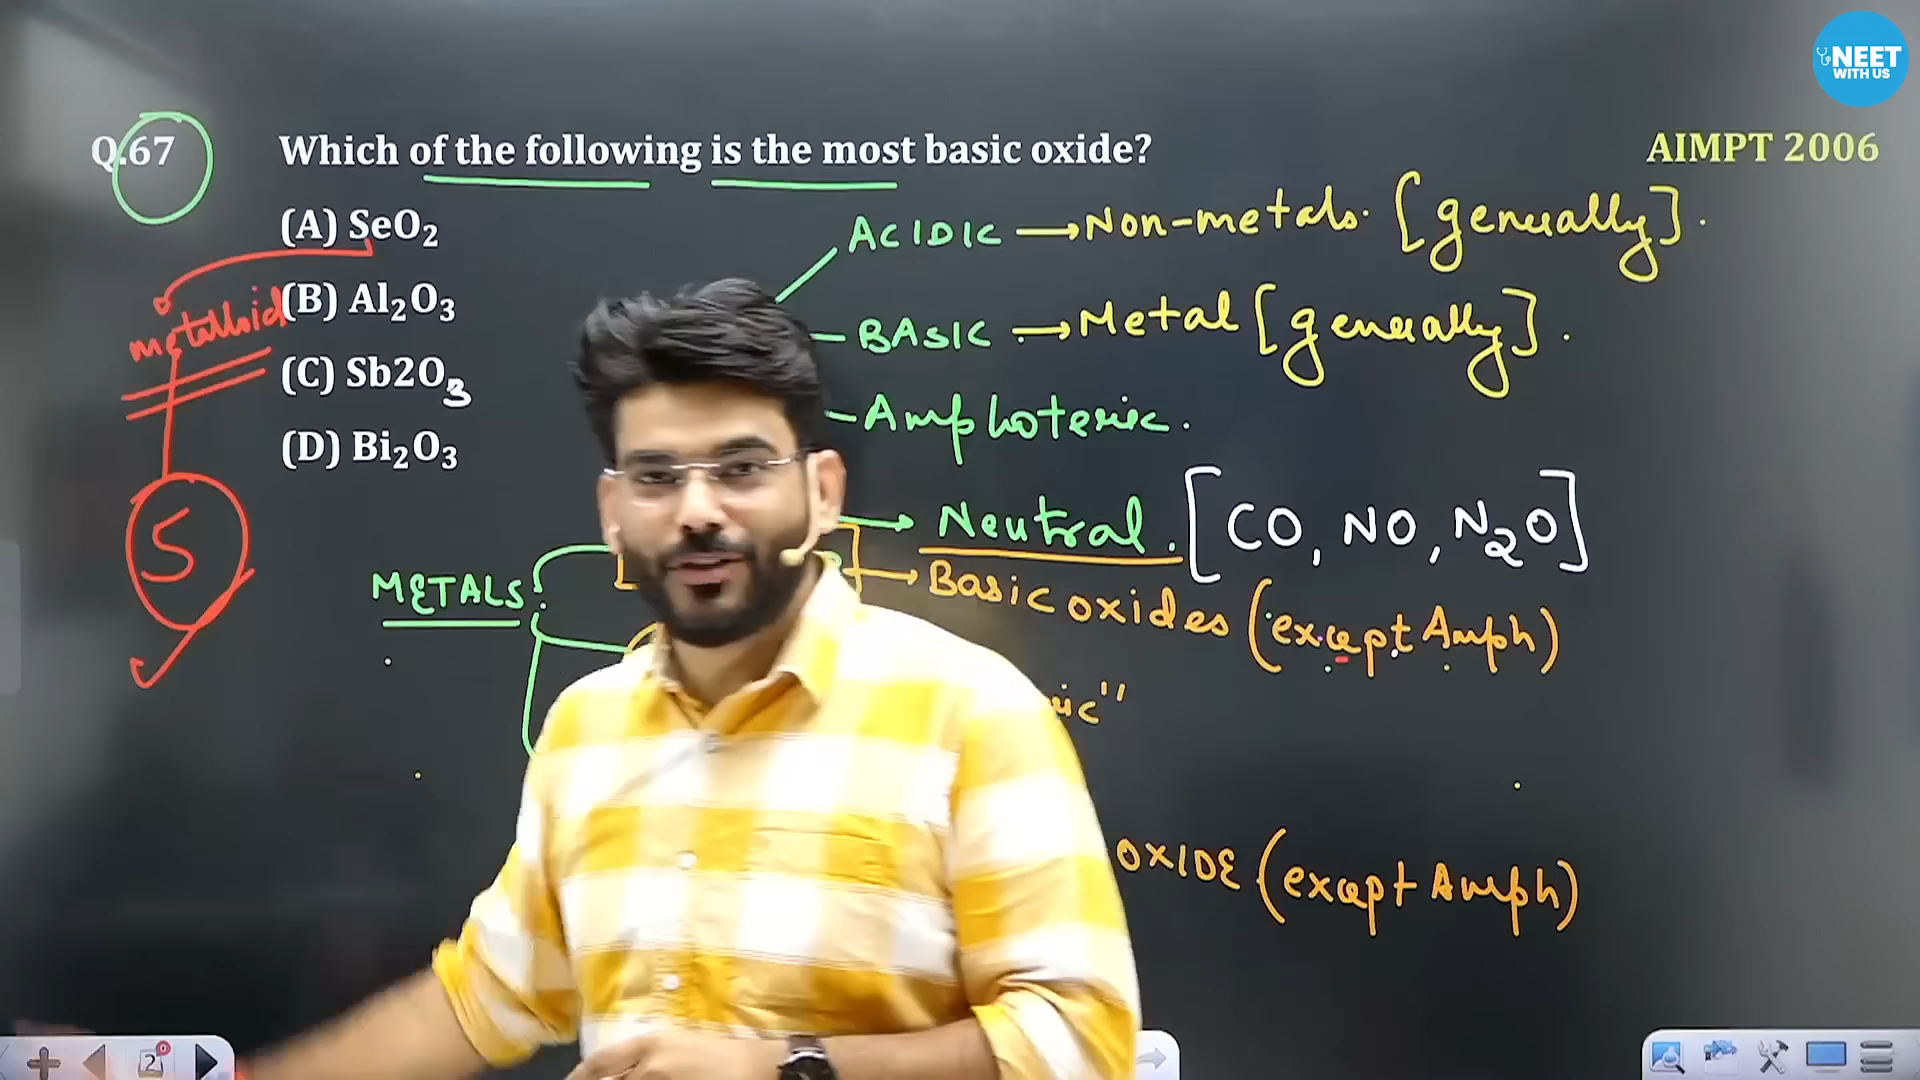 NEET
WITH US
Q.67 Which of the following is the most basic oxide? AIMPT 2006
(A) SeO₂
(B) Al₂O₃
(C) Sb2O₃
(D) Bi₂O₃
metalloid
5
ACIDIC → Non-metals. [generally].
BASIC → Metal [generally].
Amphoteric.
Neutral. [CO, NO, N₂O]
METALS
Basic oxides (except Amph)
OXIDE (except Amph)
2